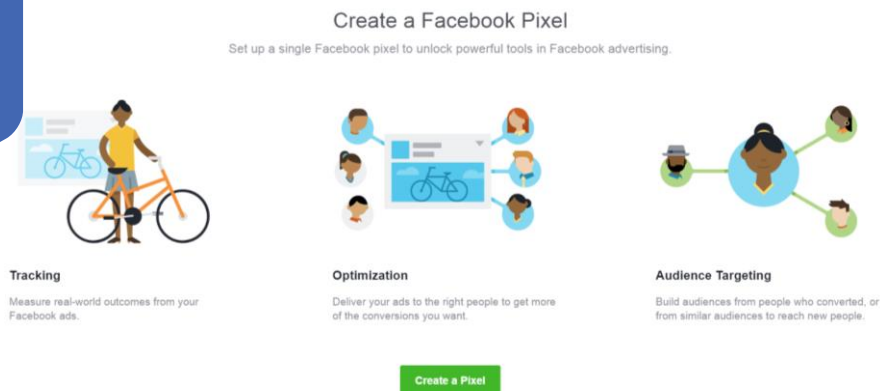 Create a Facebook Pixel
Set up a single Facebook pixel to unlock powerful tools in Facebook advertising.
Tracking
Measure real-world outcomes from your
Facebook ads.
Optimization
Deliver your ads to the right people to get more
of the conversions you want.
Audience Targeting
Build audiences from people who converted, or
from similar audiences to reach new people.
Create a Pixel